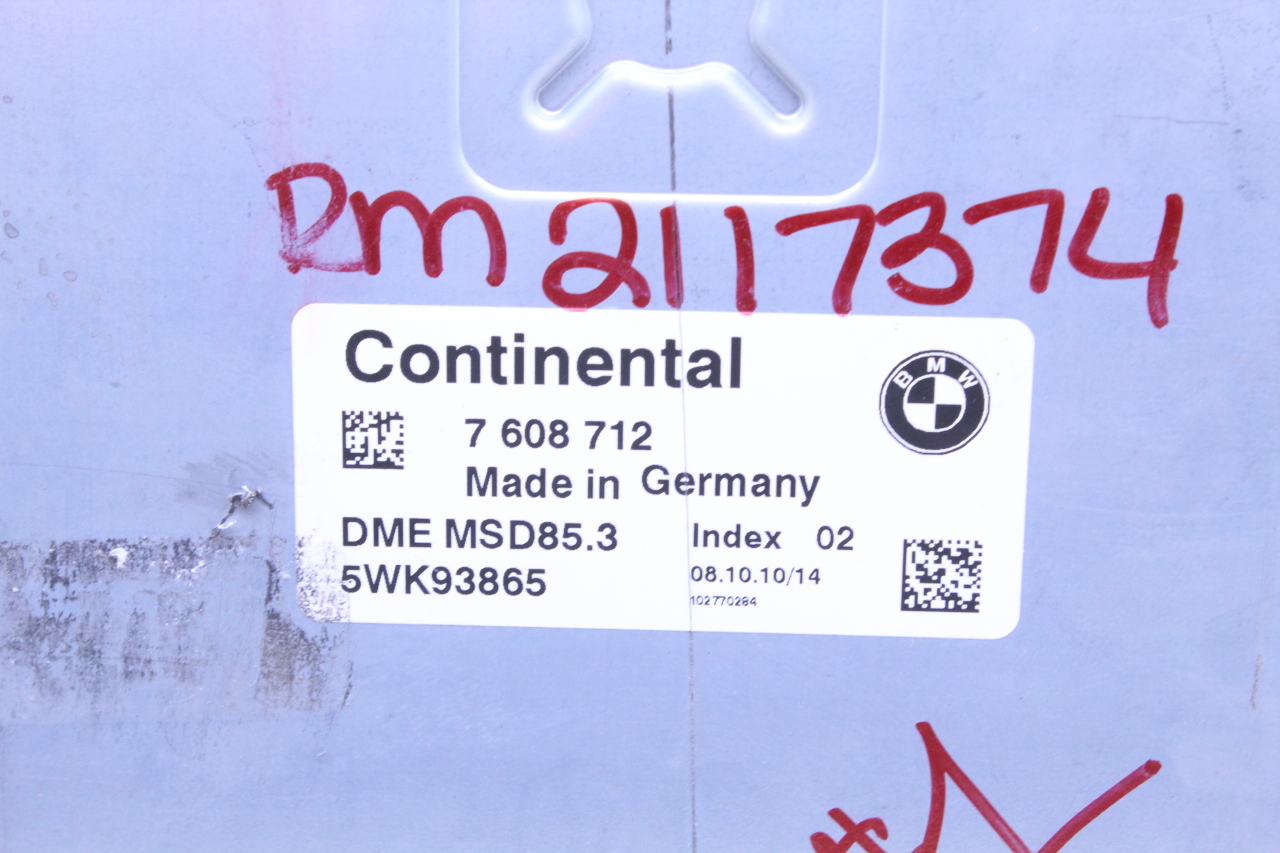 DM 2117374
Continental
BMW
7 608 712
Made in Germany
DME MSD85.3 Index 02
5WK93865 08.10.10/14
102770284